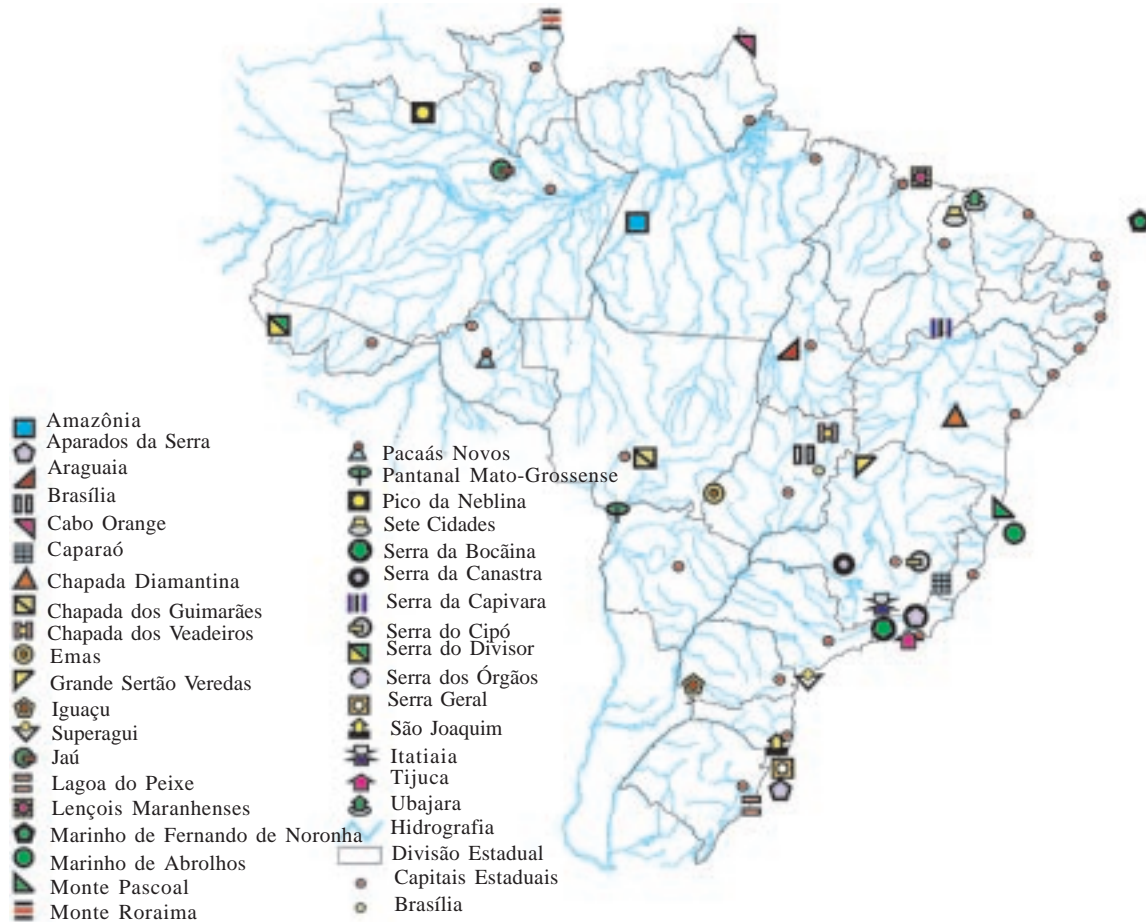 Amazônia
Aparados da Serra
Araguaia
Brasília
Cabo Orange
Caparaó
Chapada Diamantina
Chapada dos Guimarães
Chapada dos Veadeiros
Emas
Grande Sertão Veredas
Iguaçu
Superagui
Jaú
Lagoa do Peixe
Lençois Maranhenses
Marinho de Fernando de Noronha
Marinho de Abrolhos
Monte Pascoal
Monte Roraima
Pacaás Novos
Pantanal Mato-Grossense
Pico da Neblina
Sete Cidades
Serra da Bocãina
Serra da Canastra
Serra da Capivara
Serra do Cipó
Serra do Divisor
Serra dos Órgãos
Serra Geral
São Joaquim
Itatiaia
Tijuca
Ubajara
Hidrografia
Divisão Estadual
Capitais Estaduais
Brasília